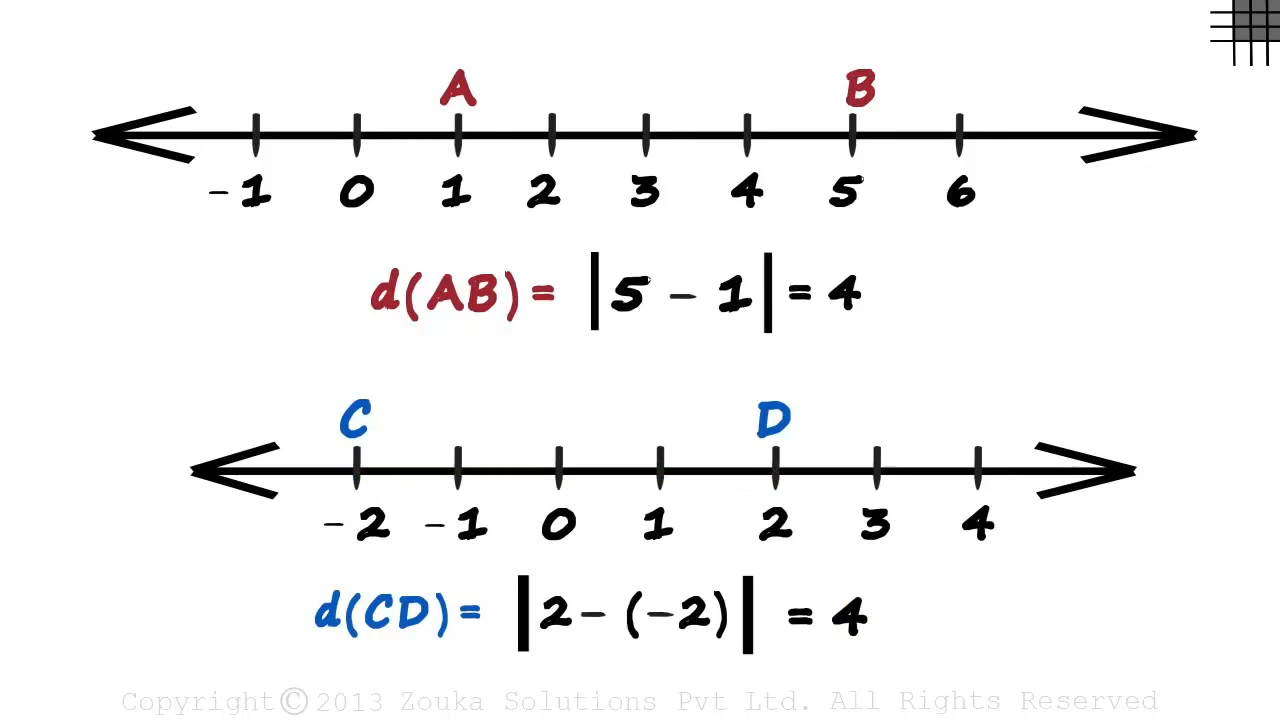 A B
-1 0 1 2 3 4 5 6
d(AB) = |5 - 1| = 4
C D
-2 -1 0 1 2 3 4
d(CD) = |2 - (-2)| = 4
Copyright © 2013 Zouka Solutions Pvt Ltd. All Rights Reserved